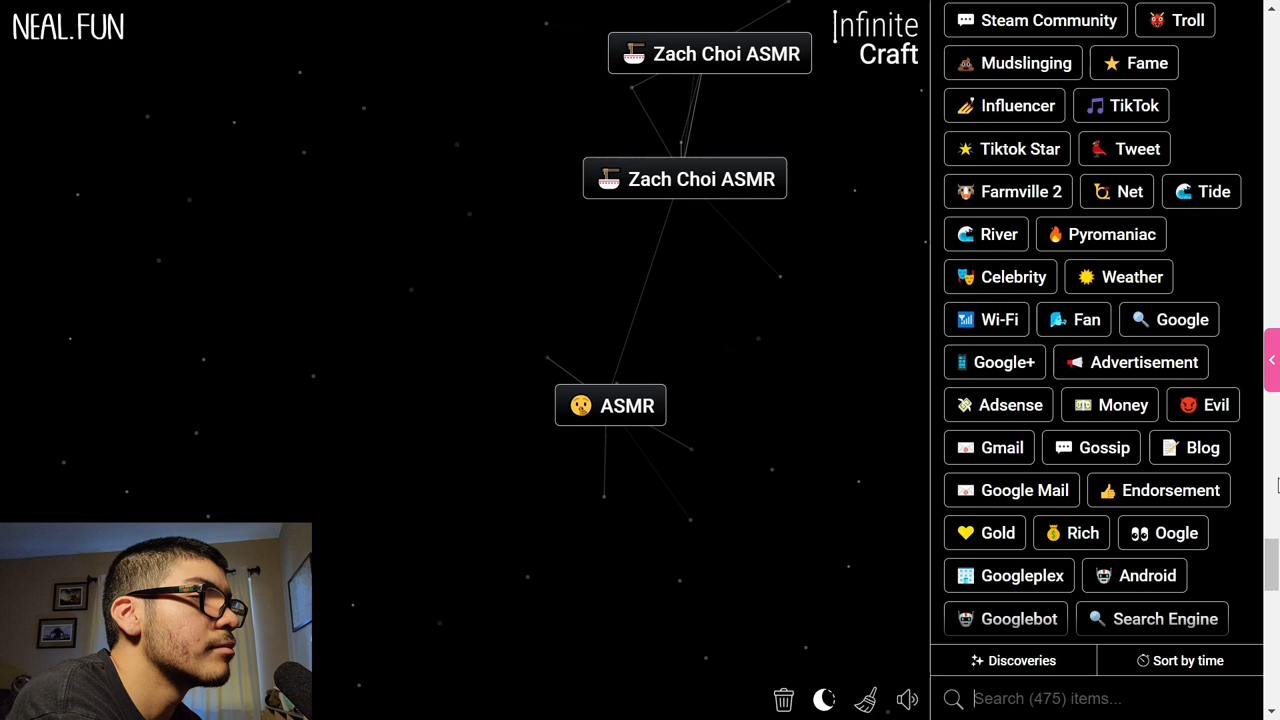 NEAL.FUN
Infinite
Craft
Zach Choi ASMR
Zach Choi ASMR
ASMR
Steam Community
Troll
Mudslinging
Fame
Influencer
TikTok
Tiktok Star
Tweet
Farmville 2
Net
Tide
River
Pyromaniac
Celebrity
Weather
Wi-Fi
Fan
Google
Google+
Advertisement
Adsense
Money
Evil
Gmail
Gossip
Blog
Google Mail
Endorsement
Gold
Rich
Oogle
Googleplex
Android
Googlebot
Search Engine
Discoveries
Sort by time
Search (475) items...